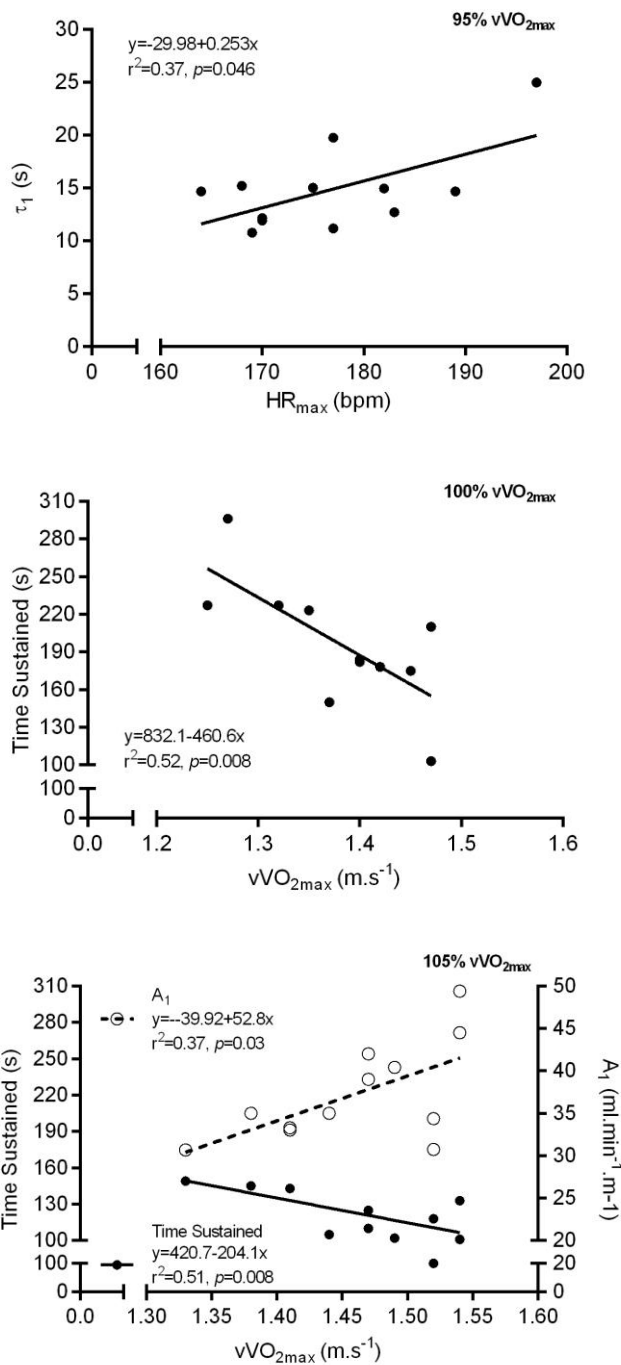 95% vVO2max
y=-29.98+0.253x
r2=0.37, p=0.046
30
25
20
15
10
5
0
τ1 (s)
0 160 170 180 190 200
HRmax (bpm)
100% vVO2max
310
280
250
220
190
160
130
100
100
0
Time Sustained (s)
y=832.1-460.6x
r2=0.52, p=0.008
0.0 1.2 1.3 1.4 1.5 1.6
vVO2max (m.s-1)
105% vVO2max
A1
y=--39.92+52.8x
r2=0.37, p=0.03
310
280
250
220
190
160
130
100
100
0
Time Sustained (s)
50
45
40
35
30
25
20
20
0
A1 (ml.min-1.m-1)
Time Sustained
y=420.7-204.1x
r2=0.51, p=0.008
0.0 1.30 1.35 1.40 1.45 1.50 1.55 1.60
vVO2max (m.s-1)